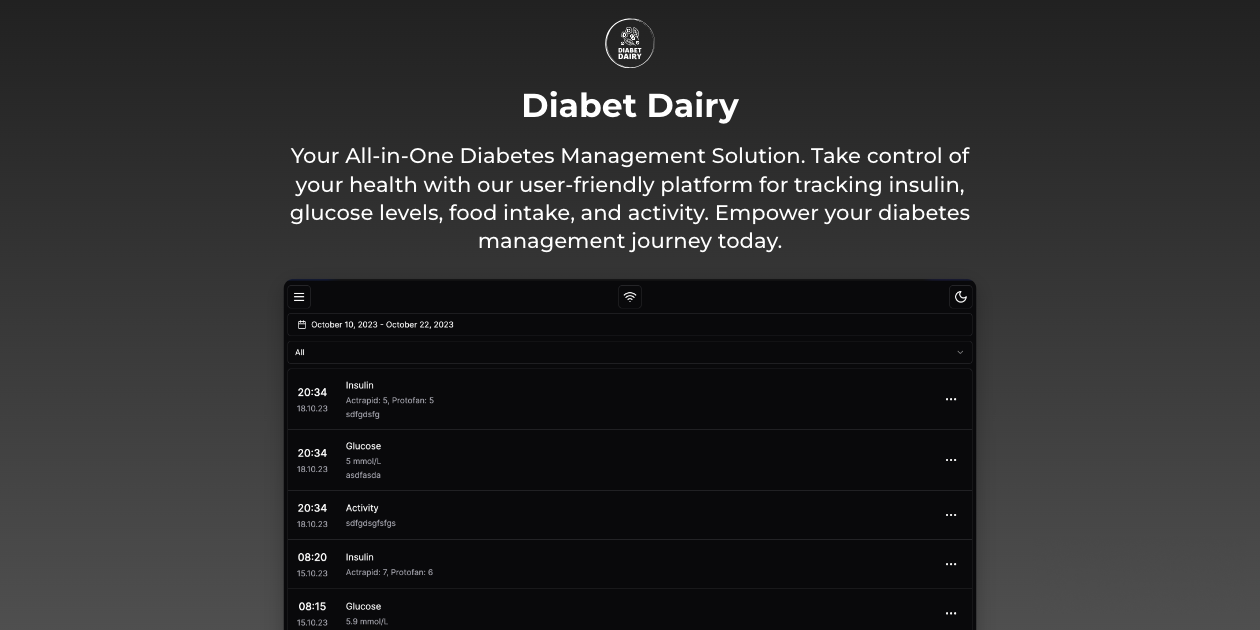 DIABET
DAIRY
Diabet Dairy
Your All-in-One Diabetes Management Solution. Take control of
your health with our user-friendly platform for tracking insulin,
glucose levels, food intake, and activity. Empower your diabetes
management journey today.
October 10, 2023 - October 22, 2023
All
20:34
18.10.23
Insulin
Actrapid: 5, Protofan: 5
sdfgdsfg
20:34
18.10.23
Glucose
5 mmol/L
asdfasda
20:34
18.10.23
Activity
sdfgdsgfsfgs
08:20
15.10.23
Insulin
Actrapid: 7, Protofan: 6
08:15
15.10.23
Glucose
5.9 mmol/L